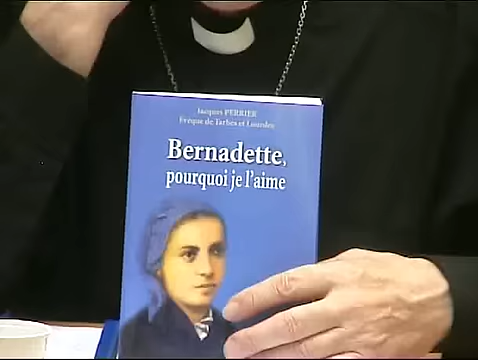 Jacques PERRIER
Évêque de Tarbes et Lourdes
Bernadette,
pourquoi je l'aime